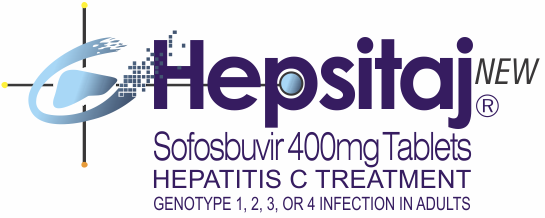 Hepsitaj NEW ®
Sofosbuvir 400mg Tablets
HEPATITIS C TREATMENT
GENOTYPE 1, 2, 3, OR 4 INFECTION IN ADULTS